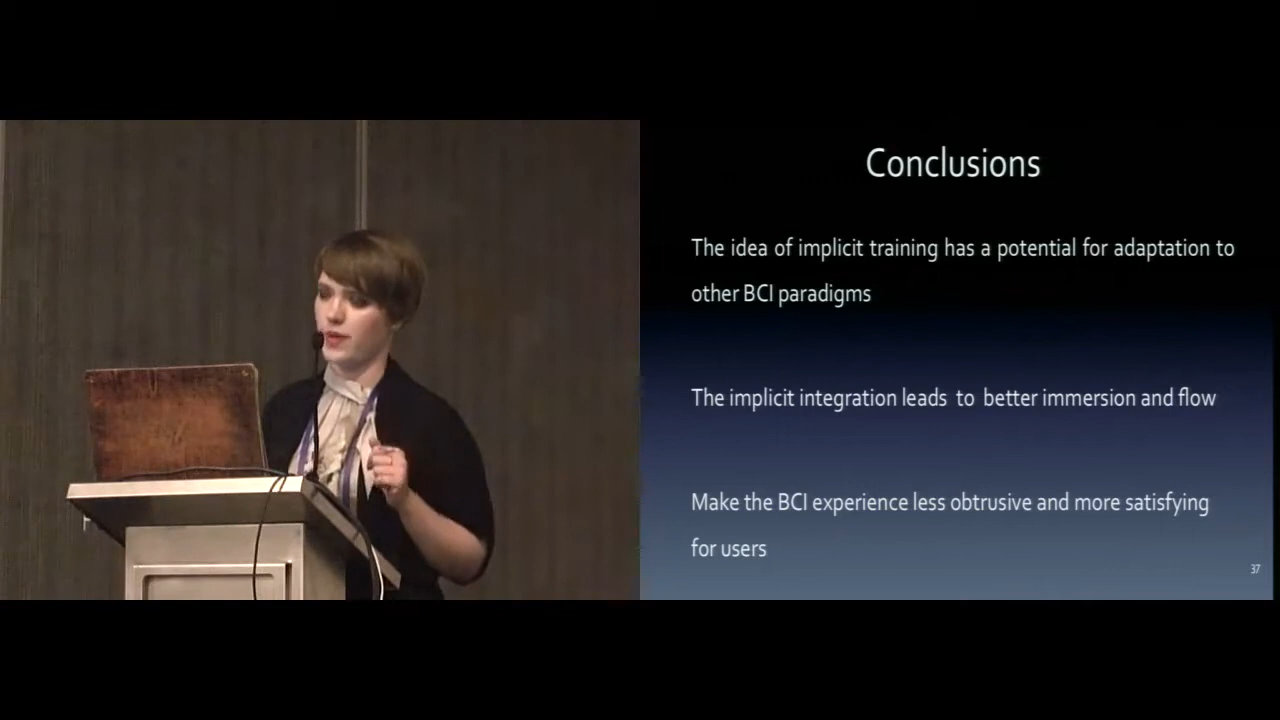 Conclusions
The idea of implicit training has a potential for adaptation to
other BCI paradigms
The implicit integration leads to better immersion and flow
Make the BCI experience less obtrusive and more satisfying
for users
37